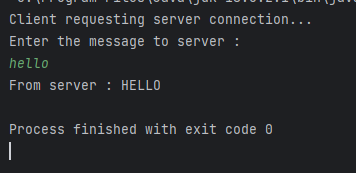 Client requesting server connection...
Enter the message to server :
hello
From server : HELLO
Process finished with exit code 0